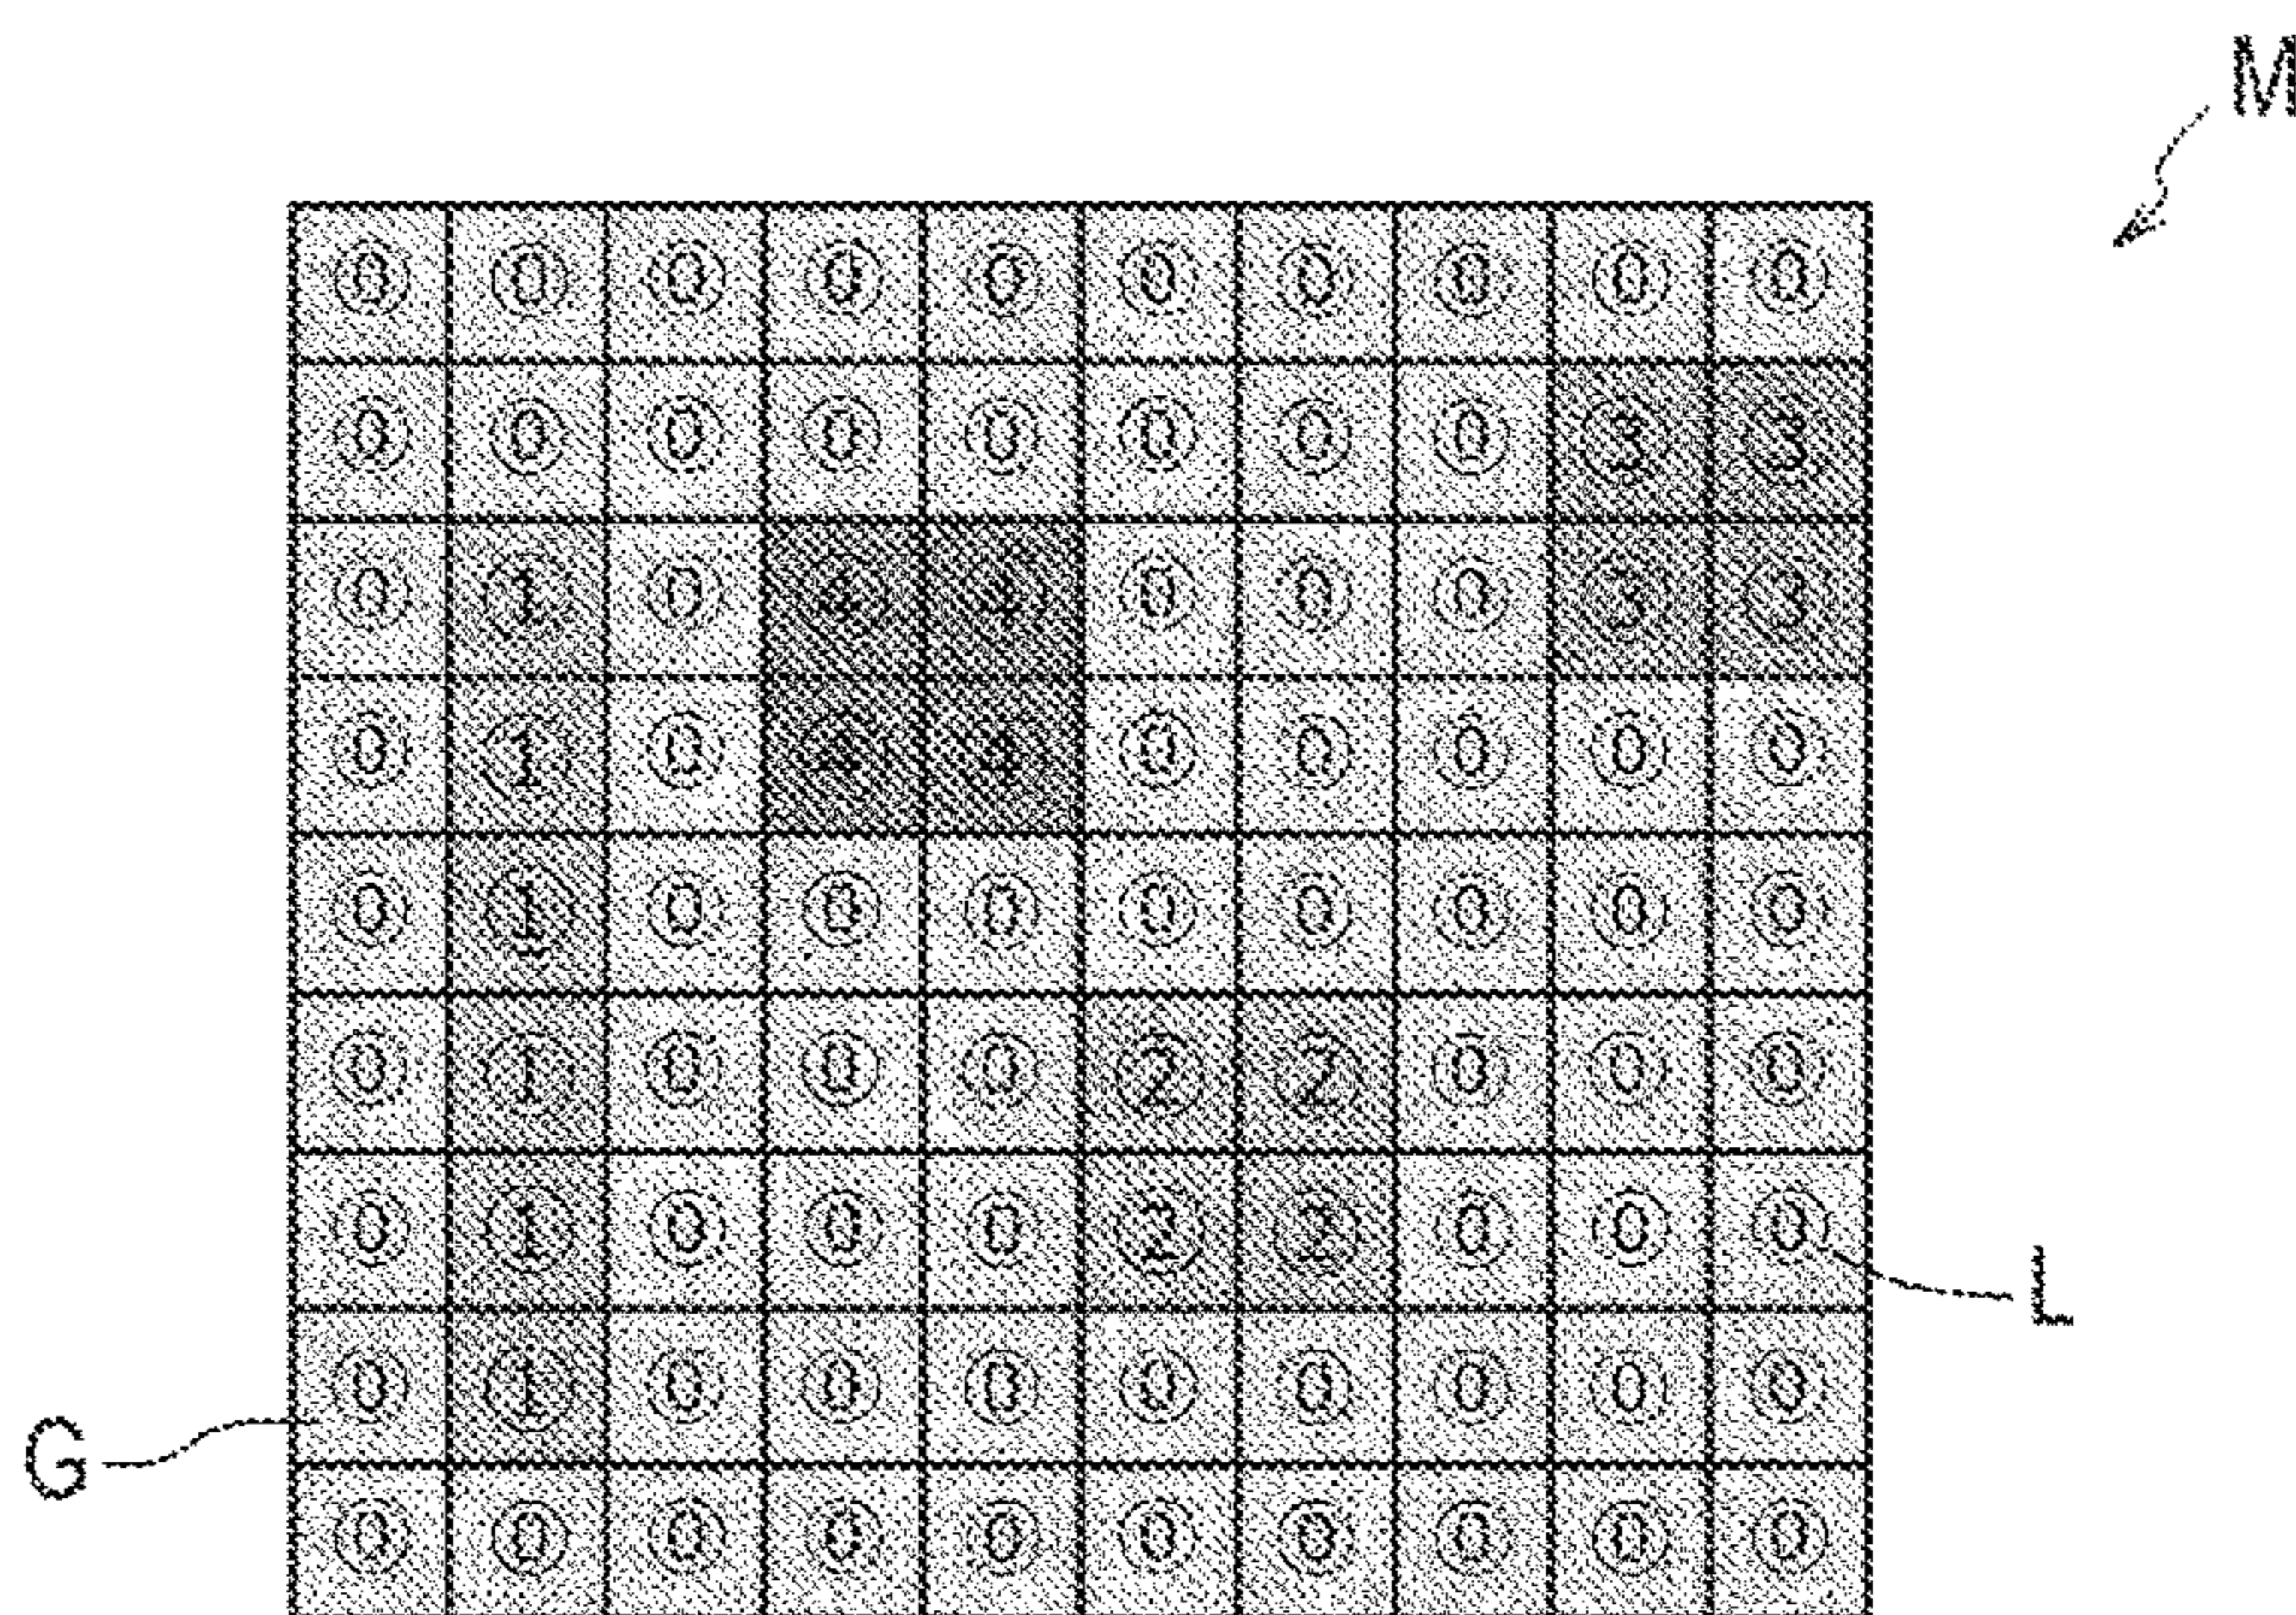 M
0 0 0 0 0 0 0 0 0 0
0 0 0 0 0 0 0 0 3 3
0 1 0 4 4 0 0 0 3 3
0 1 0 4 4 0 0 0 0 0
0 1 0 0 0 0 0 0 0 0
0 1 0 0 0 2 2 0 0 0
0 1 0 0 0 2 2 0 0 0
L
0 1 0 0 0 0 0 0 0 0
G
0 0 0 0 0 0 0 0 0 0